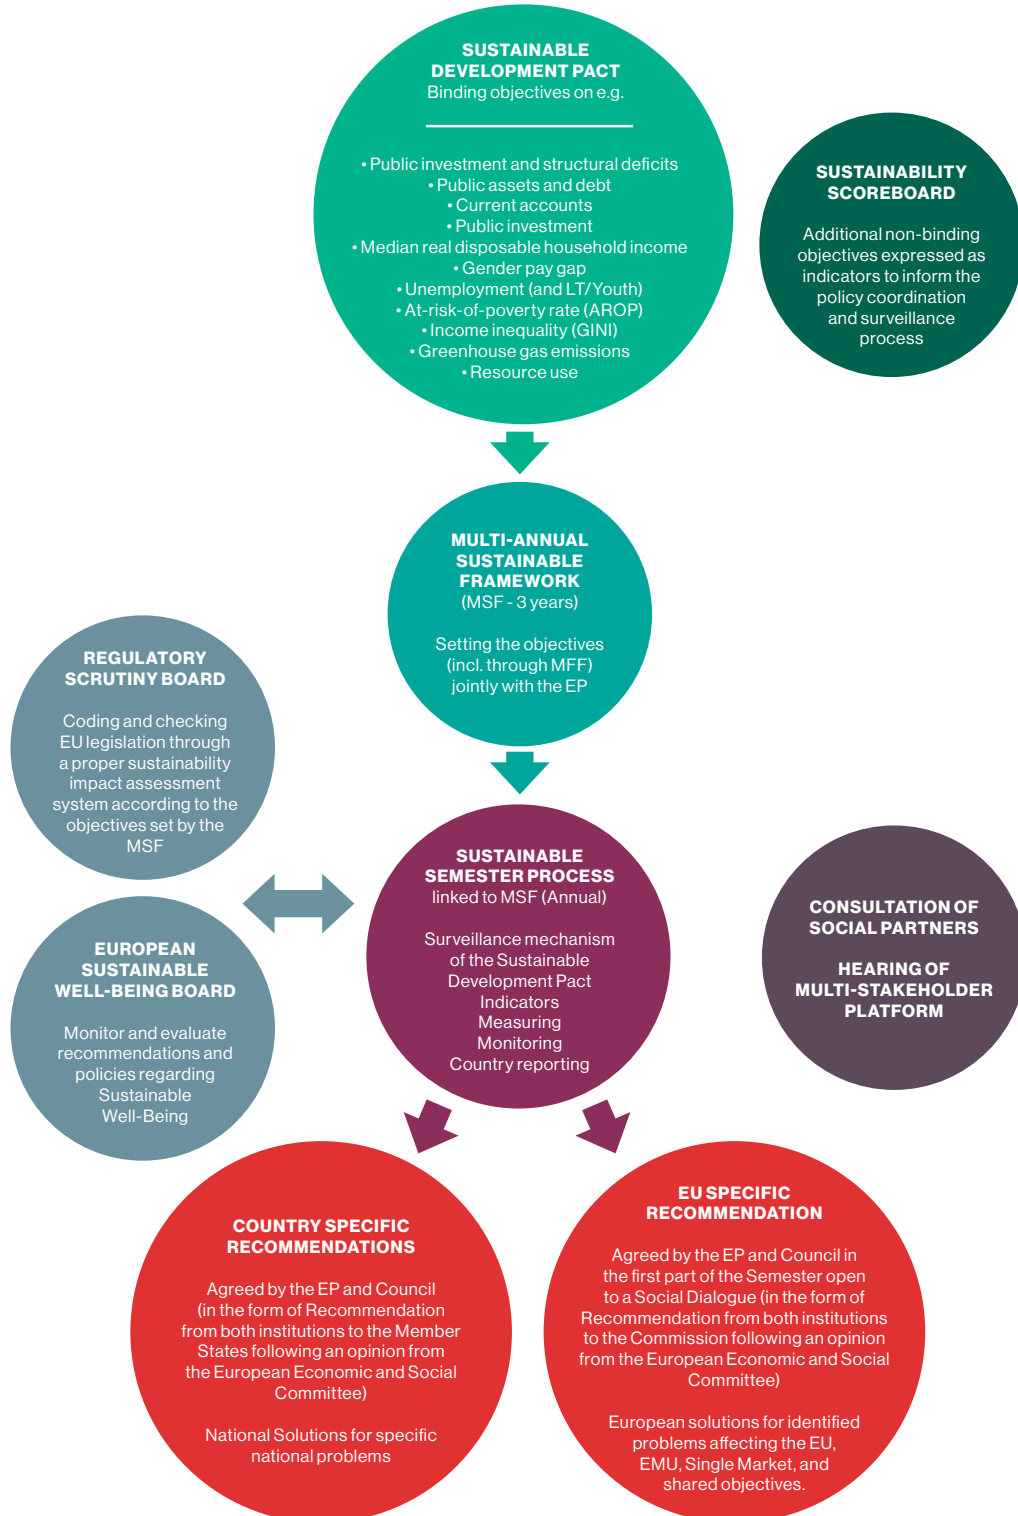 SUSTAINABLE
DEVELOPMENT PACT
Binding objectives on e.g.
• Public investment and structural deficits
• Public assets and debt
• Current accounts
• Public investment
• Median real disposable household income
• Gender pay gap
• Unemployment (and LT/Youth)
• At-risk-of-poverty rate (AROP)
• Income inequality (GINI)
• Greenhouse gas emissions
• Resource use
SUSTAINABILITY
SCOREBOARD
Additional non-binding
objectives expressed as
indicators to inform the
policy coordination
and surveillance
process
MULTI-ANNUAL
SUSTAINABLE
FRAMEWORK
(MSF - 3 years)
Setting the objectives
(incl. through MFF)
jointly with the EP
REGULATORY
SCRUTINY BOARD
Coding and checking
EU legislation through
a proper sustainability
impact assessment
system according to the
objectives set by the
MSF
EUROPEAN
SUSTAINABLE
WELL-BEING BOARD
Monitor and evaluate
recommendations and
policies regarding
Sustainable
Well-Being
SUSTAINABLE
SEMESTER PROCESS
linked to MSF (Annual)
Surveillance mechanism
of the Sustainable
Development Pact
Indicators
Measuring
Monitoring
Country reporting
CONSULTATION OF
SOCIAL PARTNERS
HEARING OF
MULTI-STAKEHOLDER
PLATFORM
COUNTRY SPECIFIC
RECOMMENDATIONS
Agreed by the EP and Council
(in the form of Recommendation
from both institutions to the Member
States following an opinion from
the European Economic and Social
Committee)
National Solutions for specific
national problems
EU SPECIFIC
RECOMMENDATION
Agreed by the EP and Council in
the first part of the Semester open
to a Social Dialogue (in the form of
Recommendation from both institutions
to the Commission following an opinion
from the European Economic and Social
Committee)
European solutions for identified
problems affecting the EU,
EMU, Single Market, and
shared objectives.